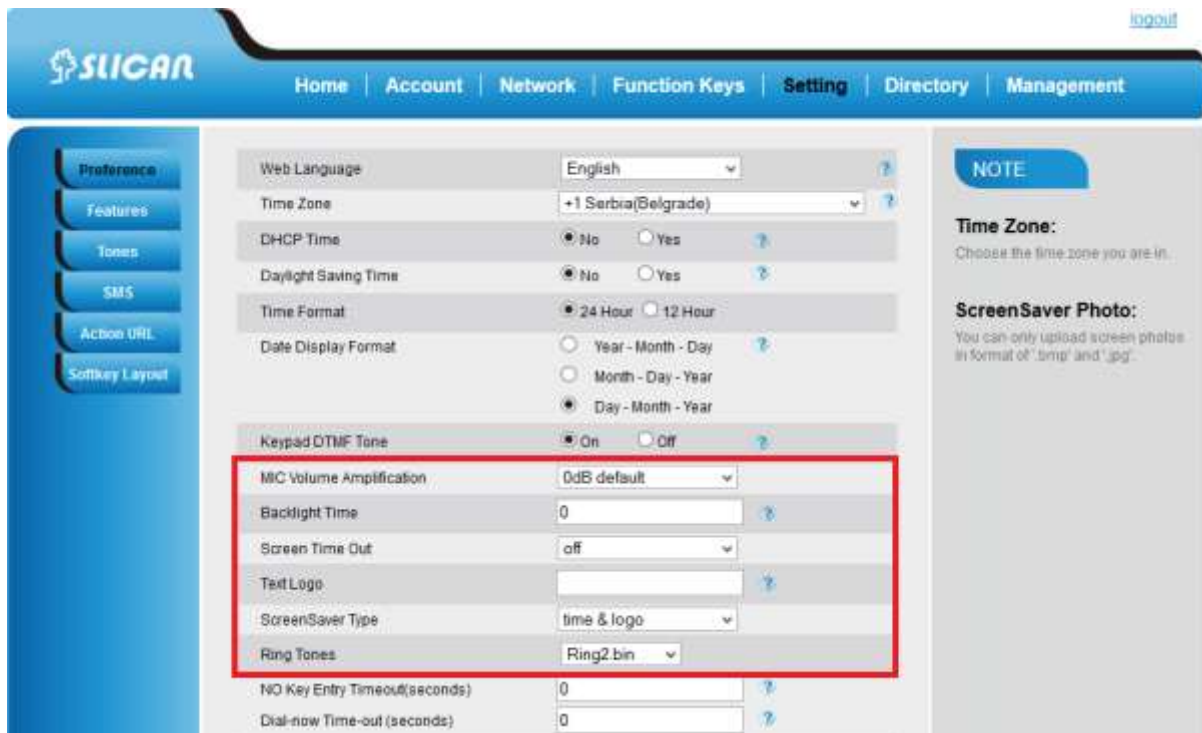 logout
SLICAN
Home | Account | Network | Function Keys | Setting | Directory | Management
Preference
Features
Tones
SMS
Action URL
Softkey Layout
Web Language English
Time Zone +1 Serbia(Belgrade)
DHCP Time No Yes
Daylight Saving Time No Yes
Time Format 24 Hour 12 Hour
Date Display Format Year - Month - Day
Month - Day - Year
Day - Month - Year
Keypad DTMF Tone On Off
MIC Volume Amplification 0dB default
Backlight Time 0
Screen Time Out off
Text Logo
ScreenSaver Type time & logo
Ring Tones Ring2.bin
NO Key Entry Timeout(seconds) 0
Dial-now Time-out (seconds) 0
NOTE
Time Zone:
Choose the time zone you are in.
ScreenSaver Photo:
You can only upload screen photos
in format of '.bmp' and '.jpg'.